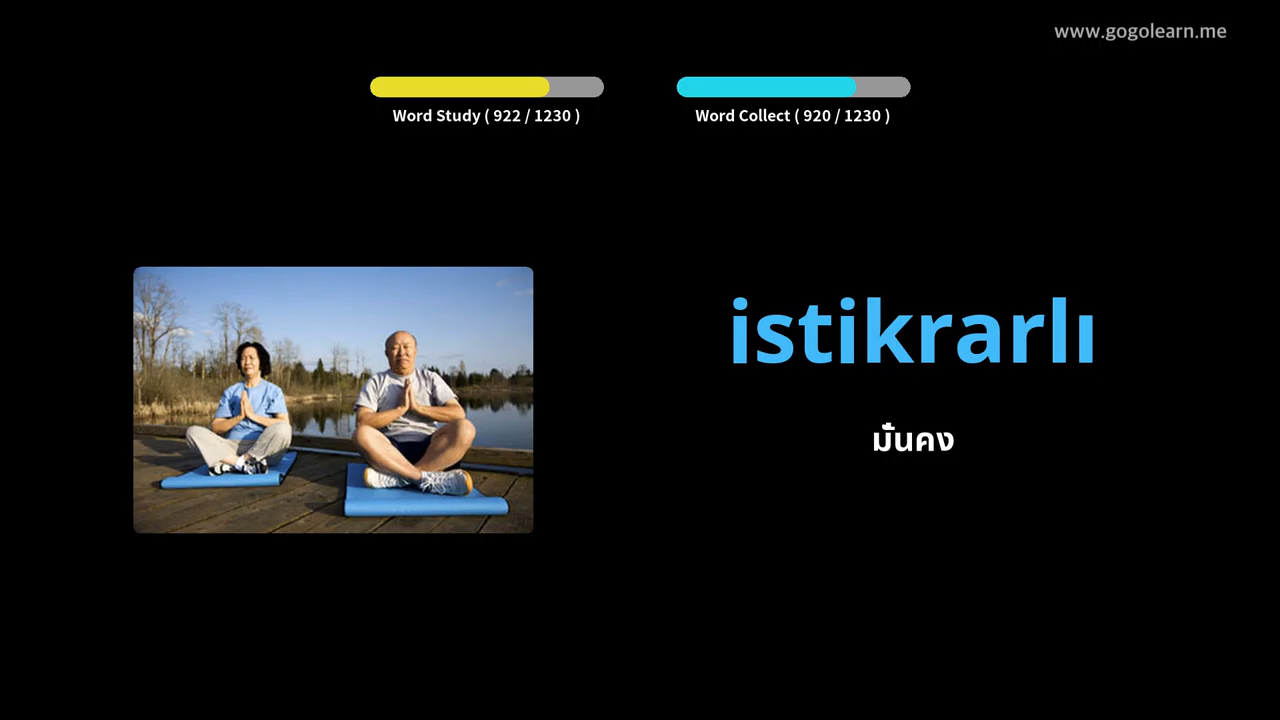 www.gogolearn.me
Word Study ( 922 / 1230 )
Word Collect ( 920 / 1230 )
istikrarlı
มั่นคง